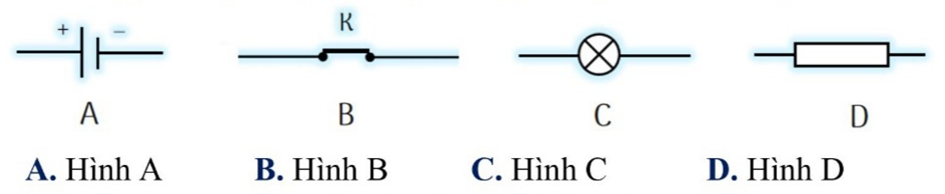 + – K
A B C D
A. Hình A B. Hình B C. Hình C D. Hình D